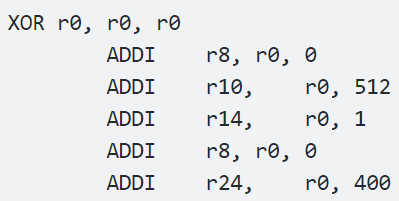 XOR r0, r0, r0
ADDI r8, r0, 0
ADDI r10, r0, 512
ADDI r14, r0, 1
ADDI r8, r0, 0
ADDI r24, r0, 400